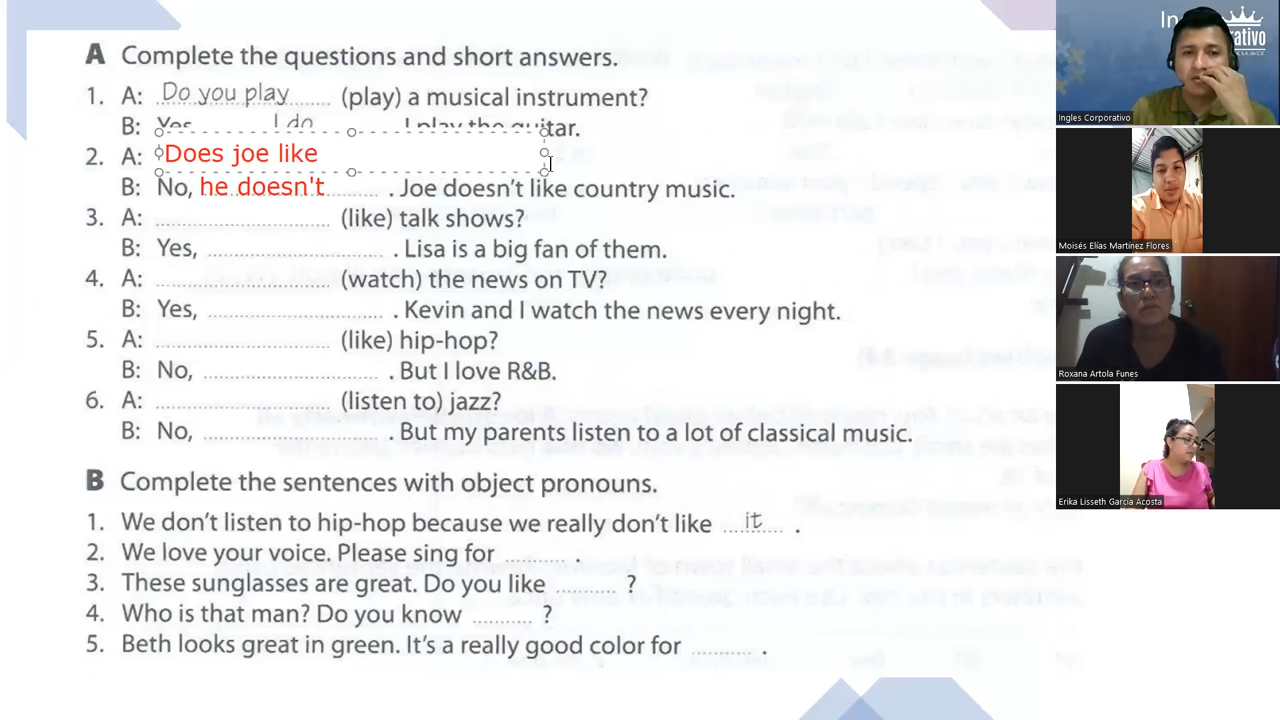 A Complete the questions and short answers.
1. A: Do you play (play) a musical instrument?
B: Yes, I do . I play the guitar.
2. A: Does joe like
B: No, he doesn't . Joe doesn't like country music.
3. A: (like) talk shows?
B: Yes, . Lisa is a big fan of them.
4. A: (watch) the news on TV?
B: Yes, . Kevin and I watch the news every night.
5. A: (like) hip-hop?
B: No, . But I love R&B.
6. A: (listen to) jazz?
B: No, . But my parents listen to a lot of classical music.
B Complete the sentences with object pronouns.
1. We don't listen to hip-hop because we really don't like it .
2. We love your voice. Please sing for .
3. These sunglasses are great. Do you like ?
4. Who is that man? Do you know ?
5. Beth looks great in green. It's a really good color for .
Ingles Corporativo
Moisés Elías Martínez Flores
Roxana Artola Funes
Erika Lisseth Garcia Acosta